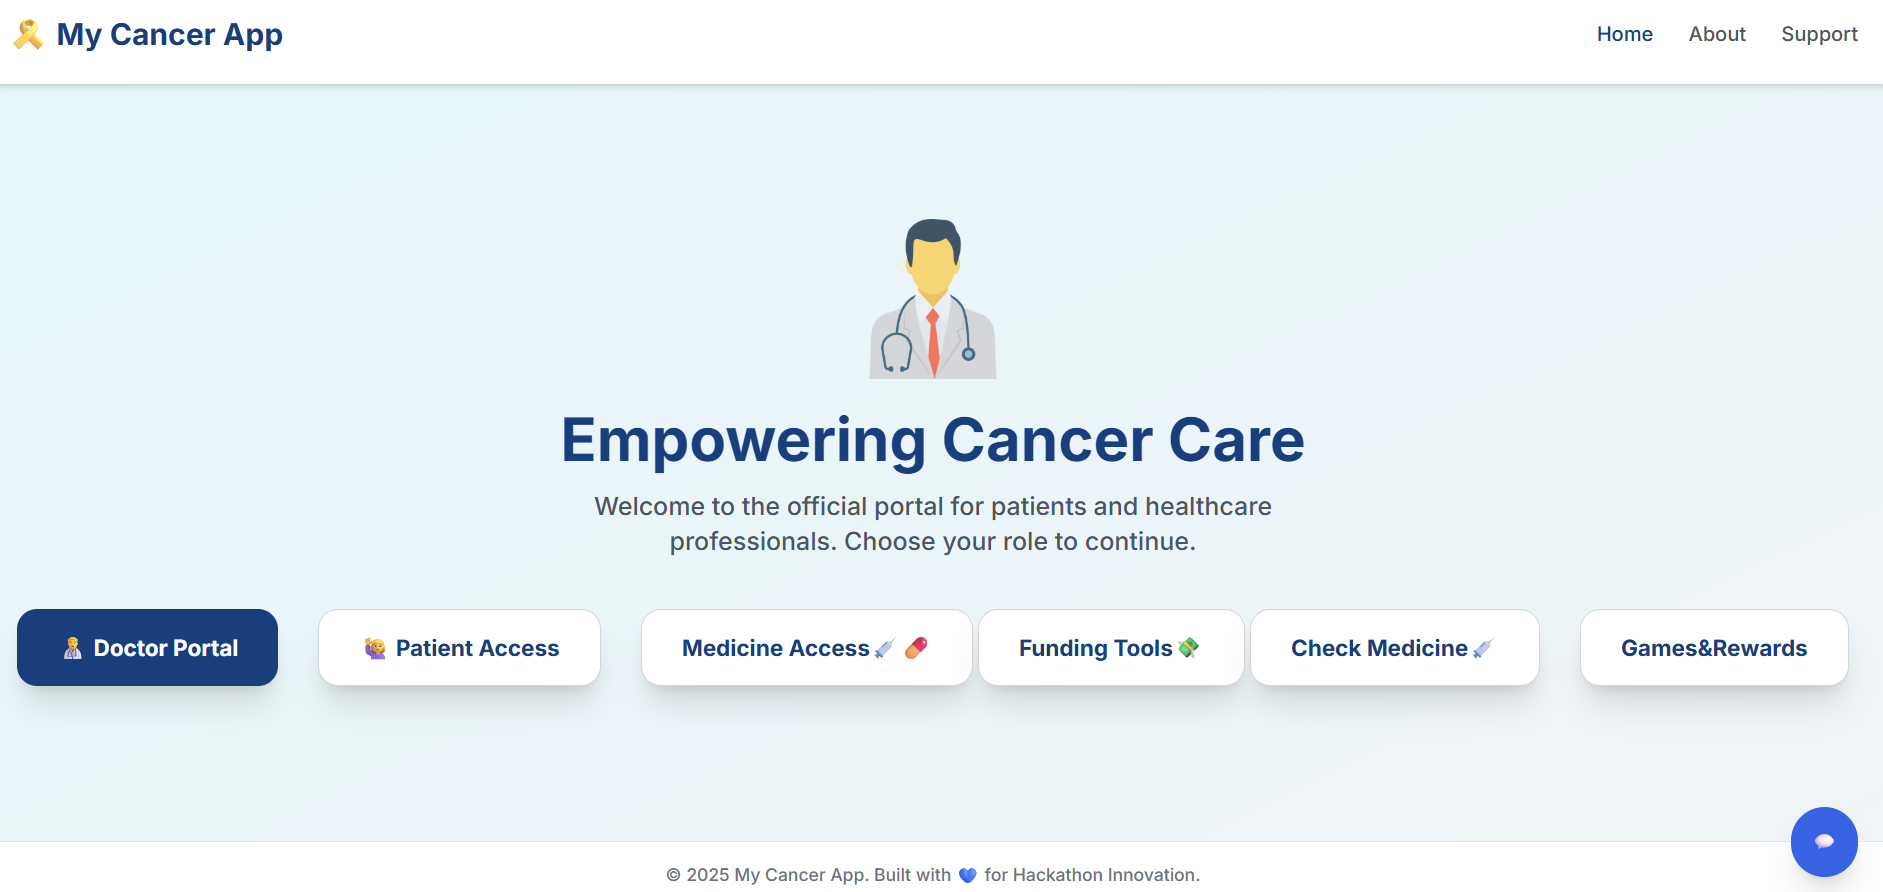 My Cancer App
Home About Support
Empowering Cancer Care
Welcome to the official portal for patients and healthcare
professionals. Choose your role to continue.
Doctor Portal
Patient Access
Medicine Access
Funding Tools
Check Medicine
Games&Rewards
© 2025 My Cancer App. Built with 💙 for Hackathon Innovation.